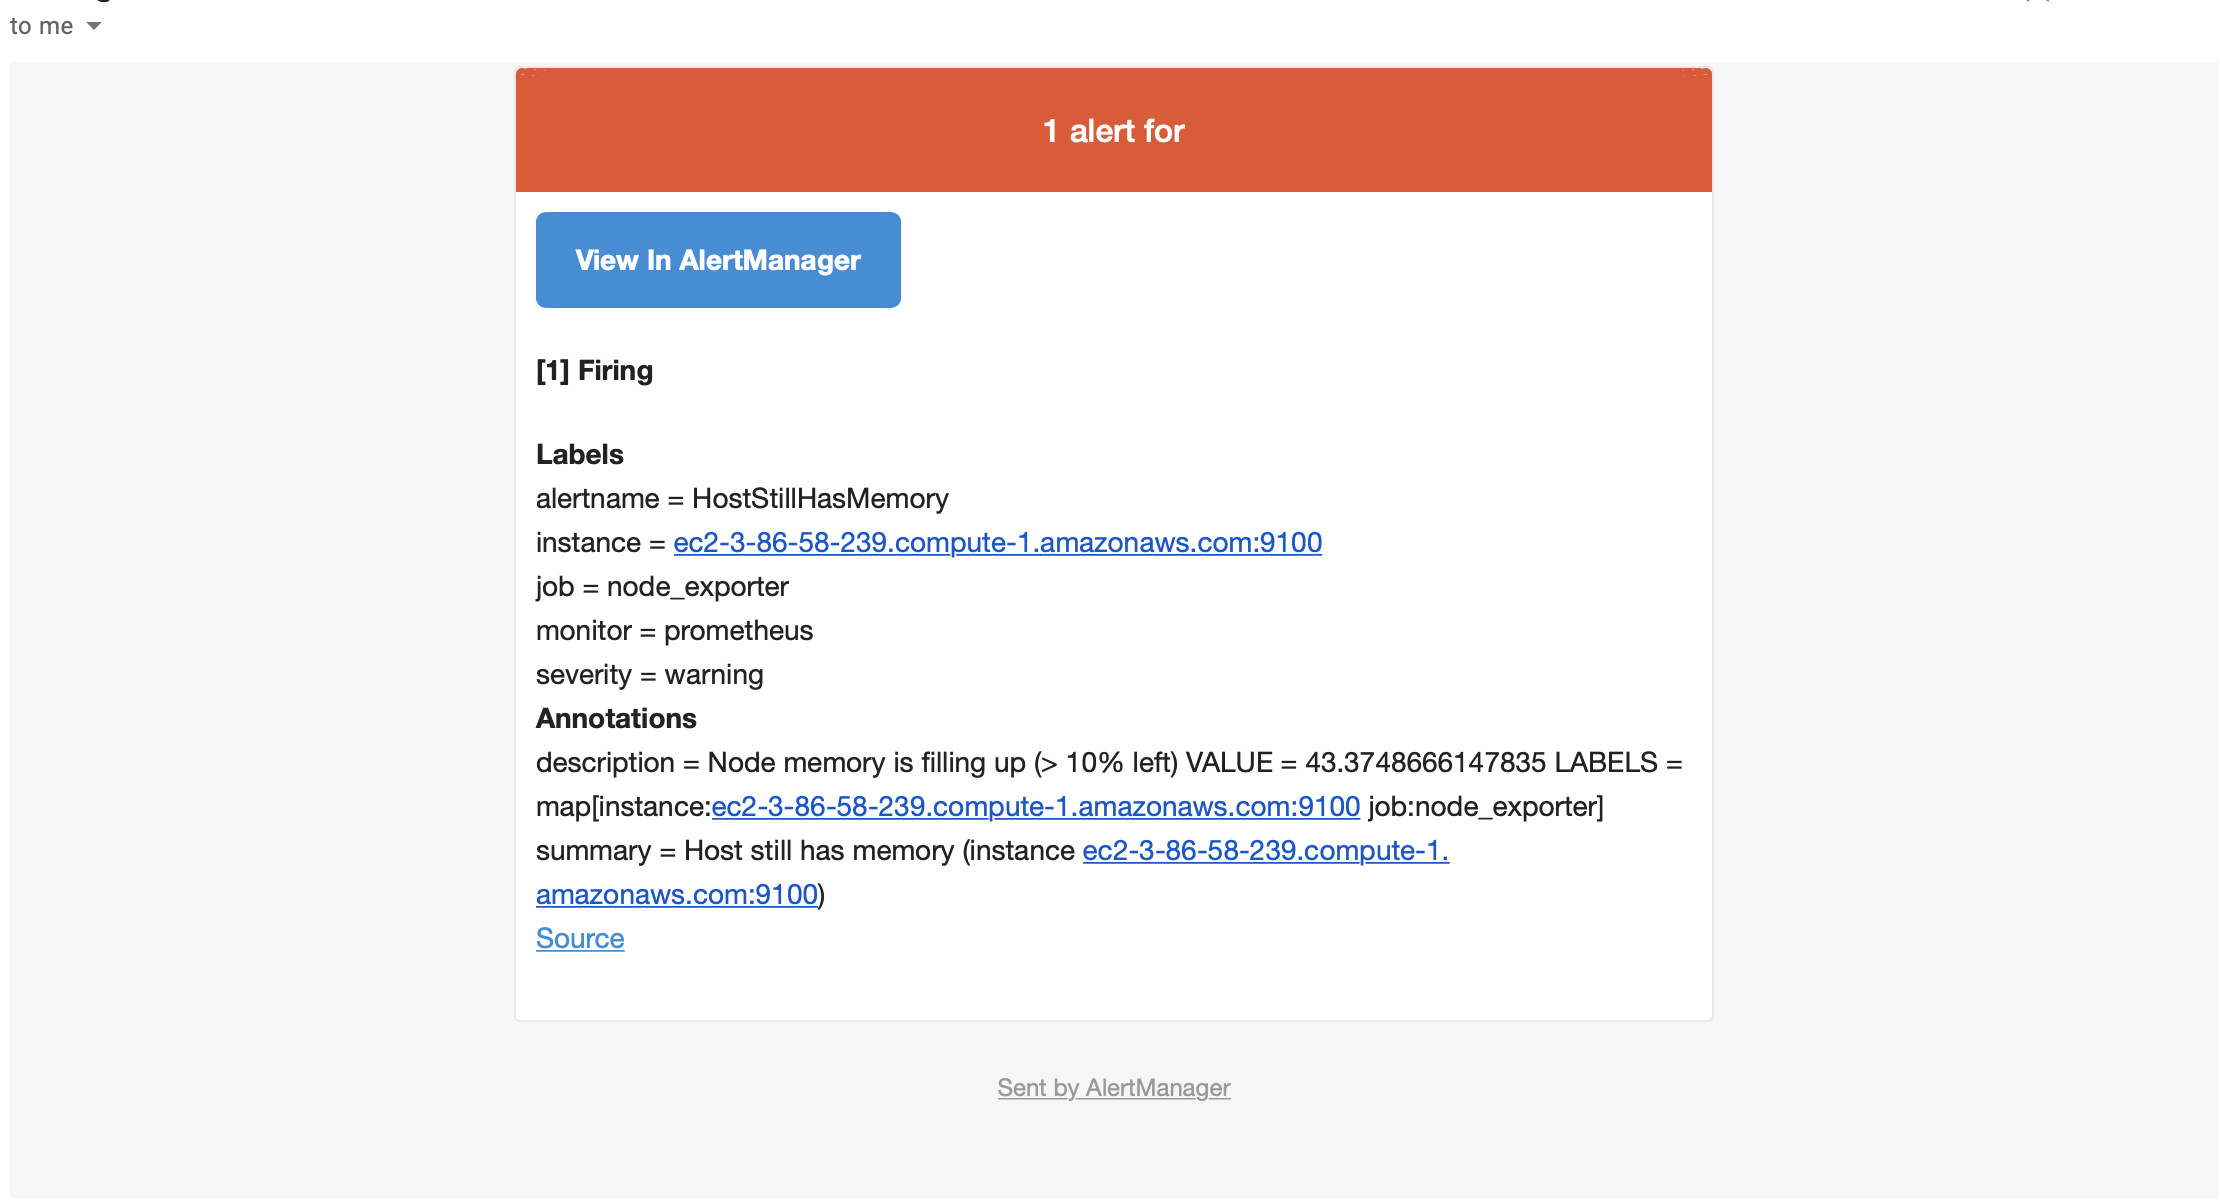 to me
1 alert for
View In AlertManager
[1] Firing
Labels
alertname = HostStillHasMemory
instance = ec2-3-86-58-239.compute-1.amazonaws.com:9100
job = node_exporter
monitor = prometheus
severity = warning
Annotations
description = Node memory is filling up (> 10% left) VALUE = 43.3748666147835 LABELS =
map[instance:ec2-3-86-58-239.compute-1.amazonaws.com:9100 job:node_exporter]
summary = Host still has memory (instance ec2-3-86-58-239.compute-1.
amazonaws.com:9100)
Source
Sent by AlertManager